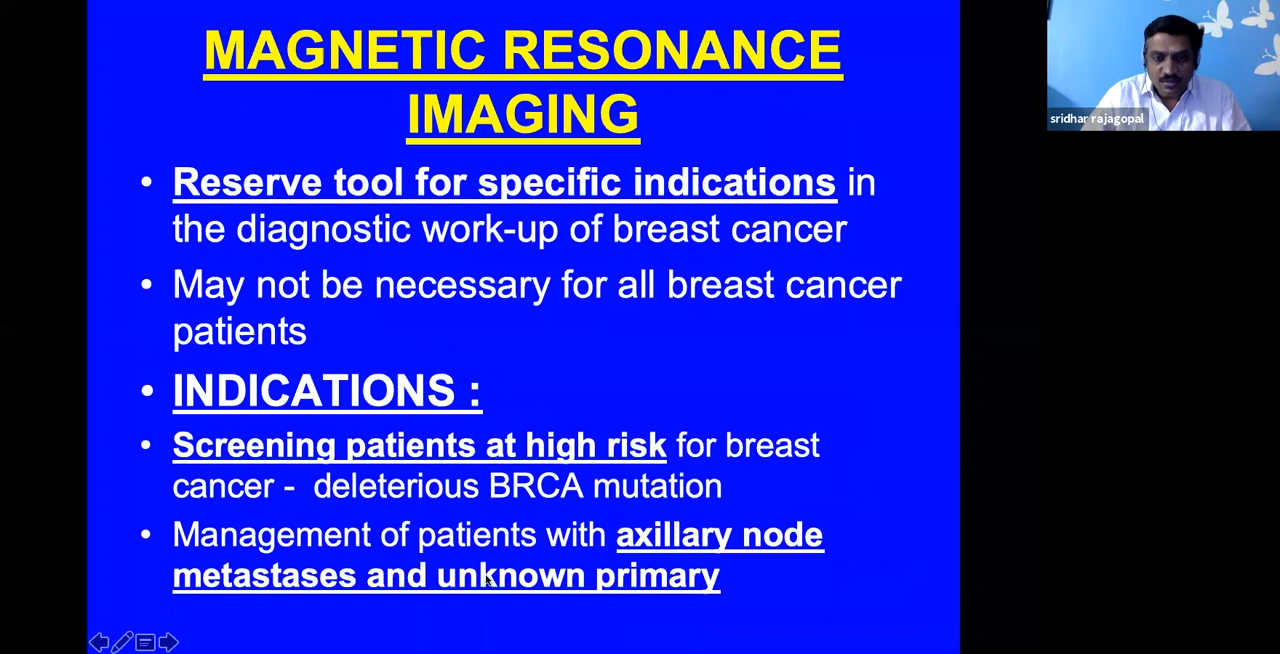 MAGNETIC RESONANCE
IMAGING
• Reserve tool for specific indications in
the diagnostic work-up of breast cancer
• May not be necessary for all breast cancer
patients
• INDICATIONS :
• Screening patients at high risk for breast
cancer - deleterious BRCA mutation
• Management of patients with axillary node
metastases and unknown primary
sridhar rajagopal